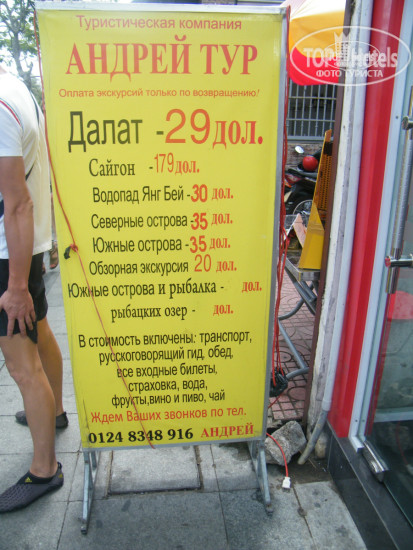 Туристическая компания
АНДРЕЙ ТУР
Оплата экскурсий только по возвращению!
Далат - 29 дол.
Сайгон - 179 дол.
Водопад Янг Бей - 30 дол.
Северные острова - 35 дол.
Южные острова - 35 дол.
Обзорная экскурсия 20 дол.
Южные острова и рыбалка - дол.
рыбацких озер - дол.
В стоимость включены: транспорт,
русскоговорящий гид, обед,
все входные билеты,
страховка, вода,
фрукты,вино и пиво, чай
Ждем Ваших звонков по тел.
0124 8348 916 АНДРЕЙ
TopHotels
ФОТО ТУРИСТА